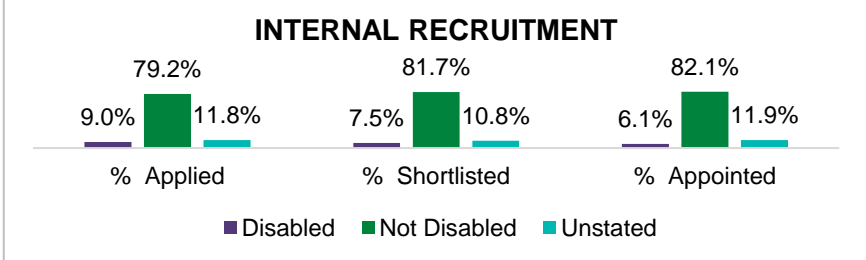 INTERNAL RECRUITMENT
79.2% 81.7% 82.1%
9.0% 11.8% 7.5% 10.8% 6.1% 11.9%
% Applied % Shortlisted % Appointed
Disabled Not Disabled Unstated